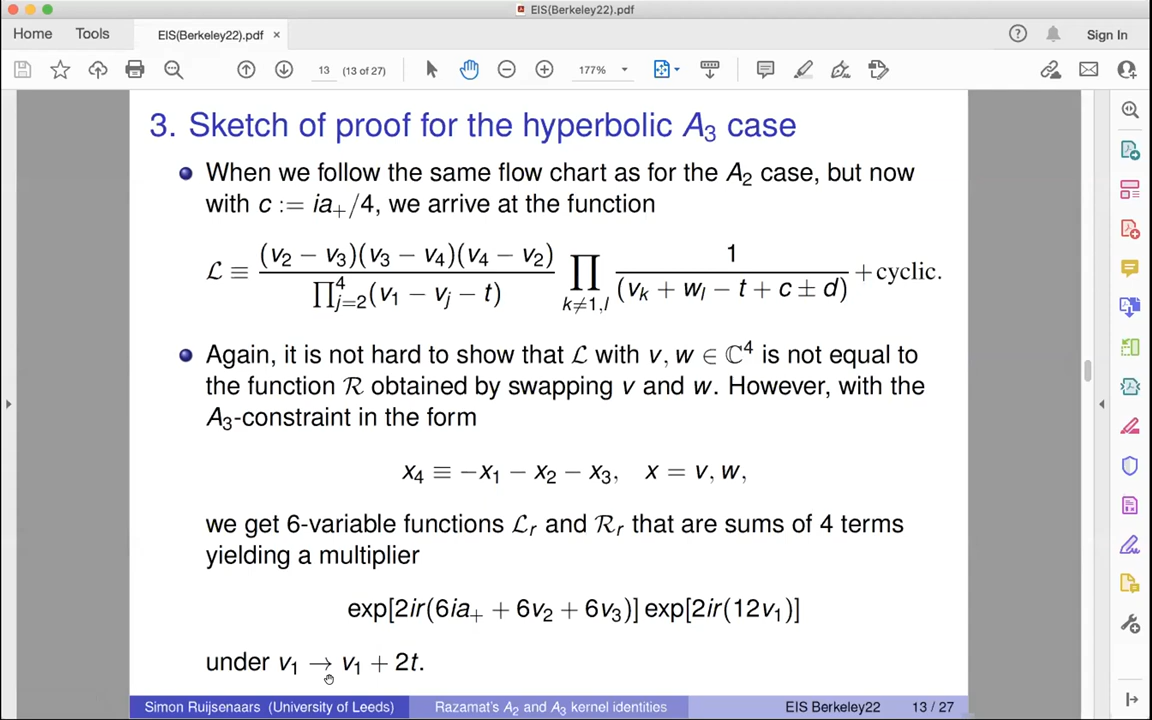 EIS(Berkeley22).pdf
Home Tools EIS(Berkeley22).pdf × Sign In
13 (13 of 27) 177%
3. Sketch of proof for the hyperbolic A₃ case
When we follow the same flow chart as for the A₂ case, but now
with c := ia₊/4, we arrive at the function
ℒ ≡ (v₂ − v₃)(v₃ − v₄)(v₄ − v₂) / ∏⁴ⱼ₌₂(v₁ − vⱼ − t) ∏ₖ≠₁,ₗ 1 / (vₖ + wₗ − t + c ± d) + cyclic.
Again, it is not hard to show that ℒ with v, w ∈ ℂ⁴ is not equal to
the function ℛ obtained by swapping v and w. However, with the
A₃-constraint in the form
x₄ ≡ −x₁ − x₂ − x₃, x = v, w,
we get 6-variable functions ℒᵣ and ℛᵣ that are sums of 4 terms
yielding a multiplier
exp[2ir(6ia₊ + 6v₂ + 6v₃)] exp[2ir(12v₁)]
under v₁ → v₁ + 2t.
Simon Ruijsenaars (University of Leeds) Razamat's A₂ and A₃ kernel identities EIS Berkeley22 13 / 27